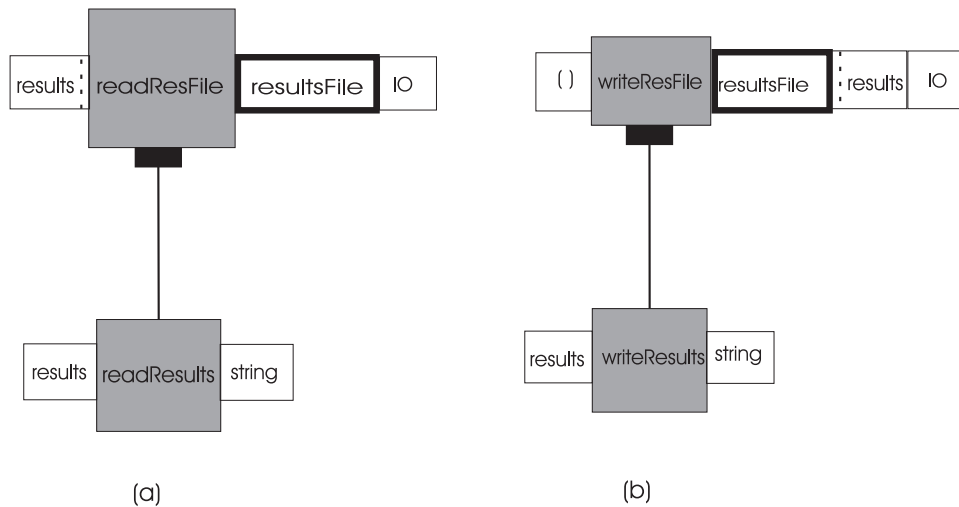 results readResFile resultsFile IO
results readResults string
(a)
() writeResFile resultsFile results IO
results writeResults string
(b)